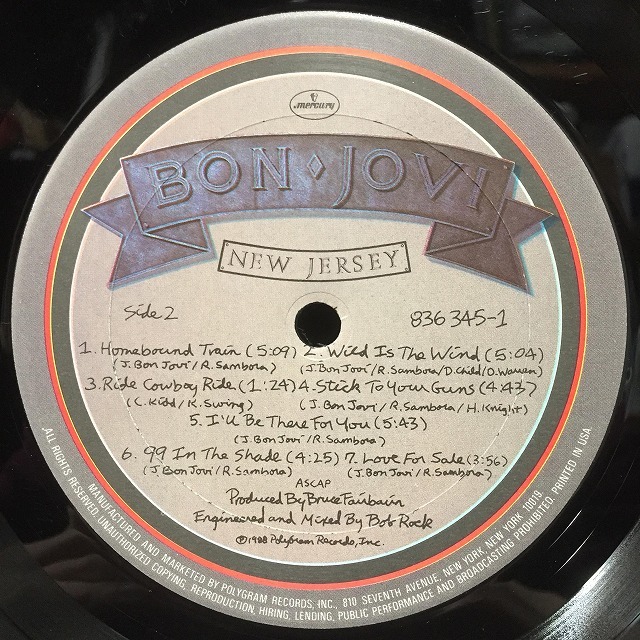 mercury
BON ◆ JOVI
NEW JERSEY
Side 2 836 345-1
1. Homebound Train (5:09) 2. Wild Is The Wind (5:04)
(J. Bon Jovi/R. Sambora) (J. Bon Jovi/R. Sambora/D. Child/D. Warren)
3. Ride Cowboy Ride (1:24) 4. Stick To Your Guns (4:43)
(C. Kidd/K. Swing) (J. Bon Jovi/R. Sambora/H. Knight)
5. I'll Be There For You (5:43)
(J. Bon Jovi/R. Sambora)
6. 99 In The Shade (4:25) 7. Love For Sale (3:56)
(J. Bon Jovi/R. Sambora) (J. Bon Jovi/R. Sambora)
ASCAP
Produced By Bruce Fairbairn
Engineered and Mixed By Bob Rock
℗©1988 Polygram Records, Inc.
MANUFACTURED AND MARKETED BY POLYGRAM RECORDS, INC., 810 SEVENTH AVENUE, NEW YORK, NEW YORK 10019.
ALL RIGHTS RESERVED. UNAUTHORIZED COPYING, REPRODUCTION, HIRING, LENDING, PUBLIC PERFORMANCE AND BROADCASTING PROHIBITED. PRINTED IN USA